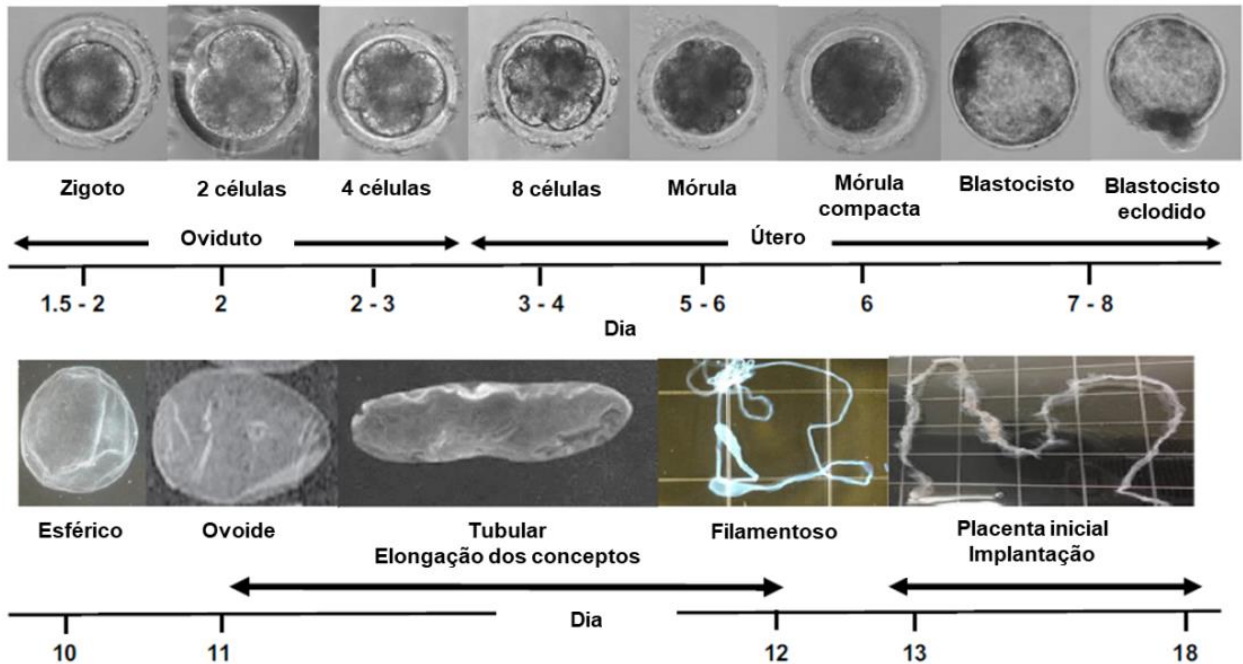 Zigoto
2 células
4 células
8 células
Mórula
Mórula
compacta
Blastocisto
Blastocisto
eclodido
Oviduto
Útero
1.5 - 2
2
2 - 3
3 - 4
5 - 6
6
7 - 8
Dia
Esférico
Ovoide
Tubular
Elongação dos conceptos
Filamentoso
Placenta inicial
Implantação
Dia
10
11
12
13
18